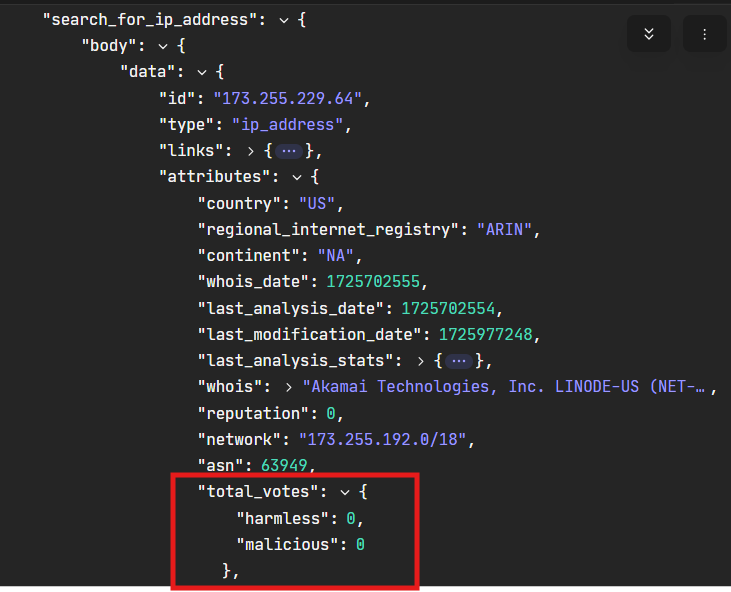 "search_for_ip_address": {
"body": {
"data": {
"id": "173.255.229.64",
"type": "ip_address",
"links": > { ... },
"attributes": {
"country": "US",
"regional_internet_registry": "ARIN",
"continent": "NA",
"whois_date": 1725702555,
"last_analysis_date": 1725702554,
"last_modification_date": 1725977248,
"last_analysis_stats": > { ... },
"whois": > "Akamai Technologies, Inc. LINODE-US (NET-… ,
"reputation": 0,
"network": "173.255.192.0/18",
"asn": 63949,
"total_votes": {
"harmless": 0,
"malicious": 0
},